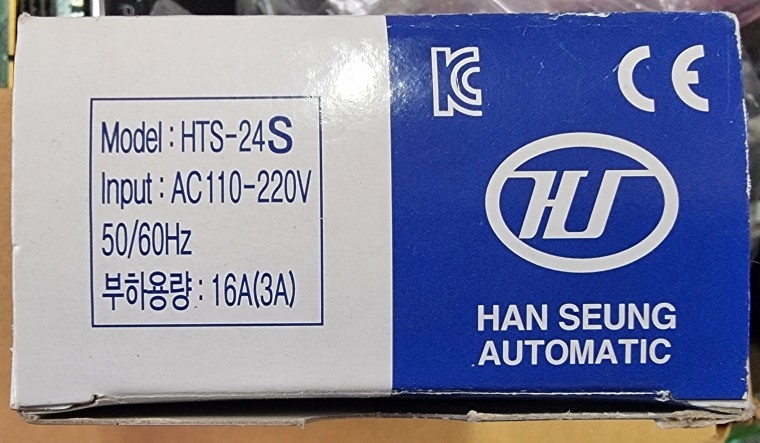 Model : HTS-24S
Input : AC110-220V
50/60Hz
부하용량 : 16A(3A)
KC
CE
HU
HAN SEUNG
AUTOMATIC